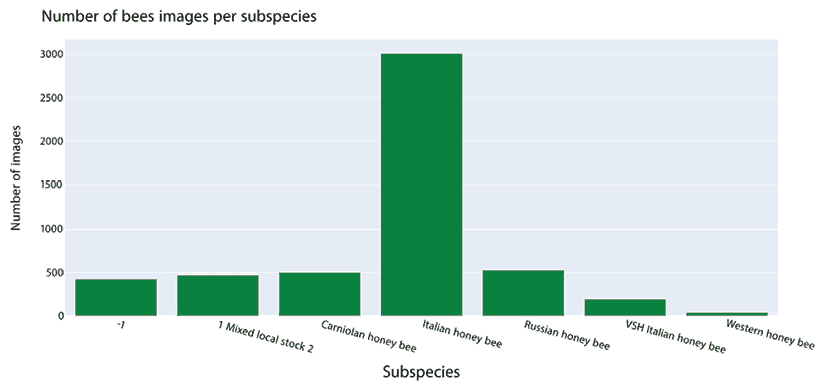 Number of bees images per subspecies
Number of images
3000
2500
2000
1500
1000
500
0
-1
1 Mixed local stock 2
Carniolan honey bee
Italian honey bee
Russian honey bee
VSH Italian honey bee
Western honey bee
Subspecies